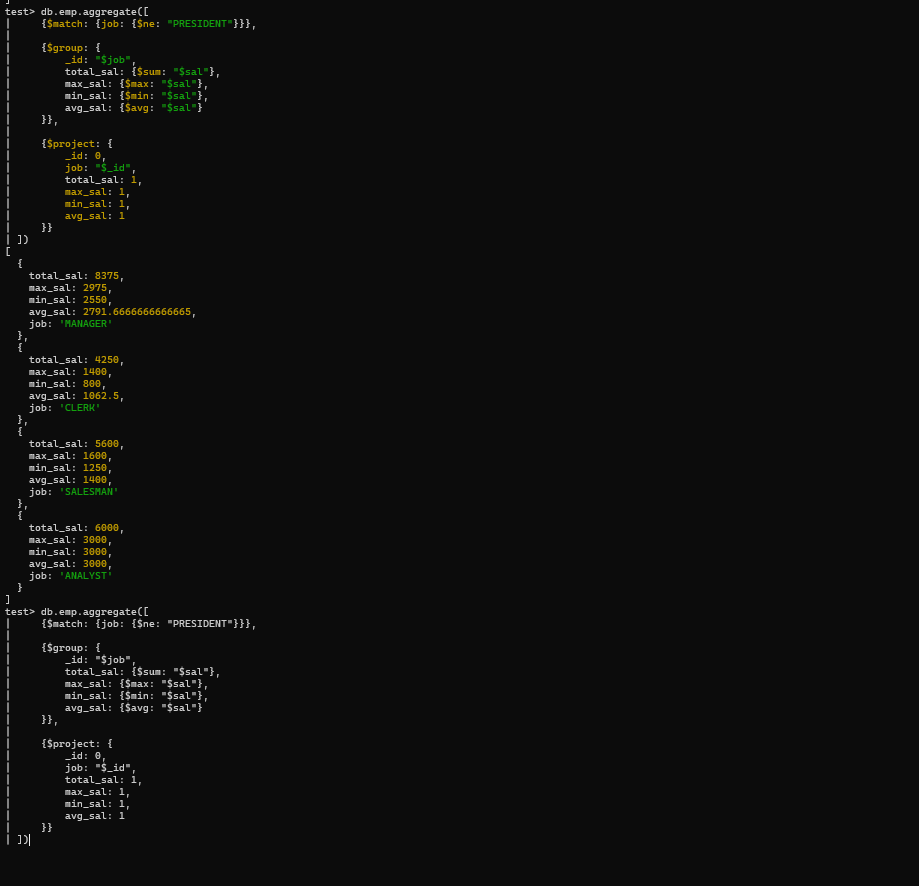 ]
test> db.emp.aggregate([
|     {$match: {job: {$ne: "PRESIDENT"}}},
|
|     {$group: {
|         _id: "$job",
|         total_sal: {$sum: "$sal"},
|         max_sal: {$max: "$sal"},
|         min_sal: {$min: "$sal"},
|         avg_sal: {$avg: "$sal"}
|     }},
|
|     {$project: {
|         _id: 0,
|         job: "$_id",
|         total_sal: 1,
|         max_sal: 1,
|         min_sal: 1,
|         avg_sal: 1
|     }}
| ])
[
  {
    total_sal: 8375,
    max_sal: 2975,
    min_sal: 2550,
    avg_sal: 2791.6666666666665,
    job: 'MANAGER'
  },
  {
    total_sal: 4250,
    max_sal: 1400,
    min_sal: 800,
    avg_sal: 1062.5,
    job: 'CLERK'
  },
  {
    total_sal: 5600,
    max_sal: 1600,
    min_sal: 1250,
    avg_sal: 1400,
    job: 'SALESMAN'
  },
  {
    total_sal: 6000,
    max_sal: 3000,
    min_sal: 3000,
    avg_sal: 3000,
    job: 'ANALYST'
  }
]
test> db.emp.aggregate([
|     {$match: {job: {$ne: "PRESIDENT"}}},
|
|     {$group: {
|         _id: "$job",
|         total_sal: {$sum: "$sal"},
|         max_sal: {$max: "$sal"},
|         min_sal: {$min: "$sal"},
|         avg_sal: {$avg: "$sal"}
|     }},
|
|     {$project: {
|         _id: 0,
|         job: "$_id",
|         total_sal: 1,
|         max_sal: 1,
|         min_sal: 1,
|         avg_sal: 1
|     }}
| ])